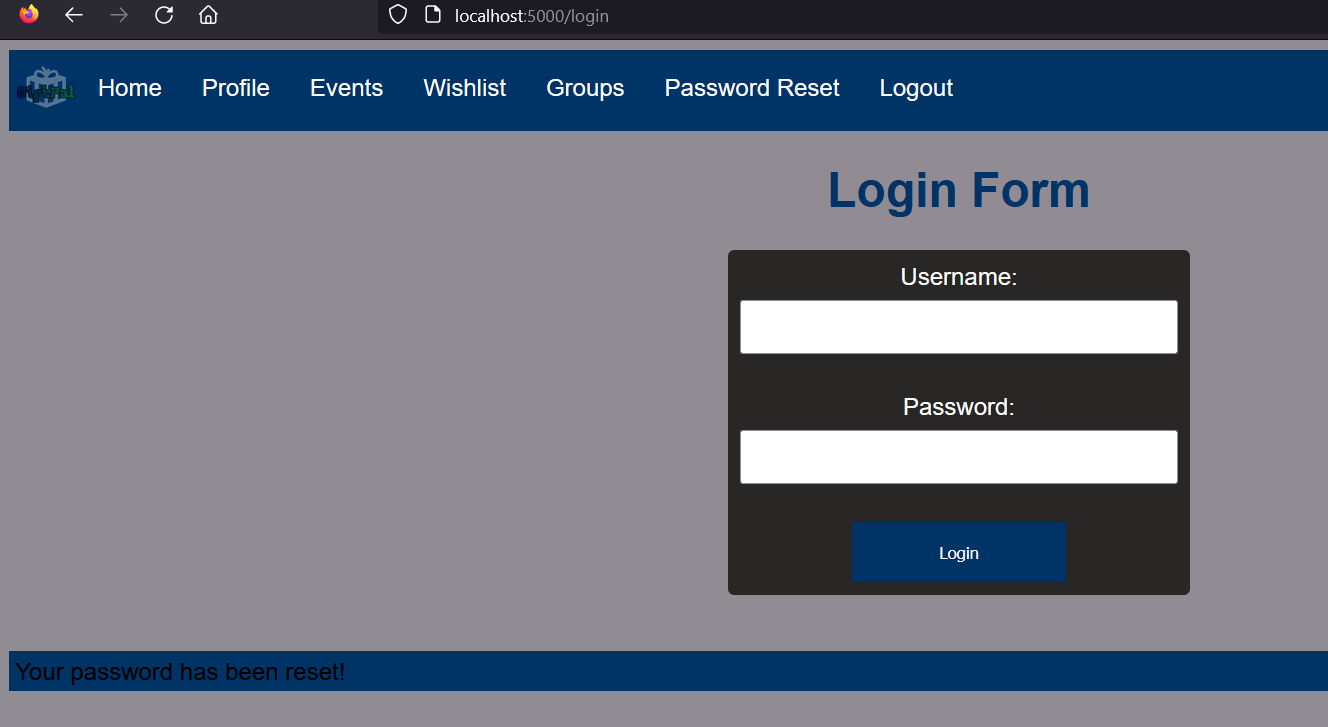 localhost:5000/login
Home Profile Events Wishlist Groups Password Reset Logout
Login Form
Username:
Password:
Login
Your password has been reset!